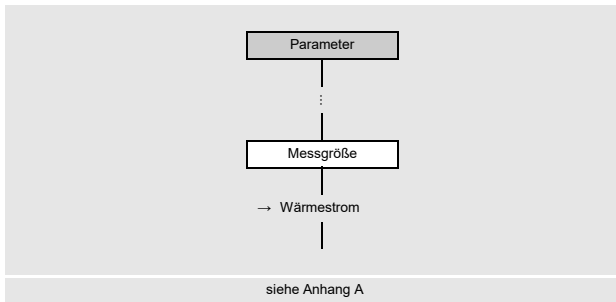 Parameter
⋮
Messgröße
→ Wärmestrom
siehe Anhang A